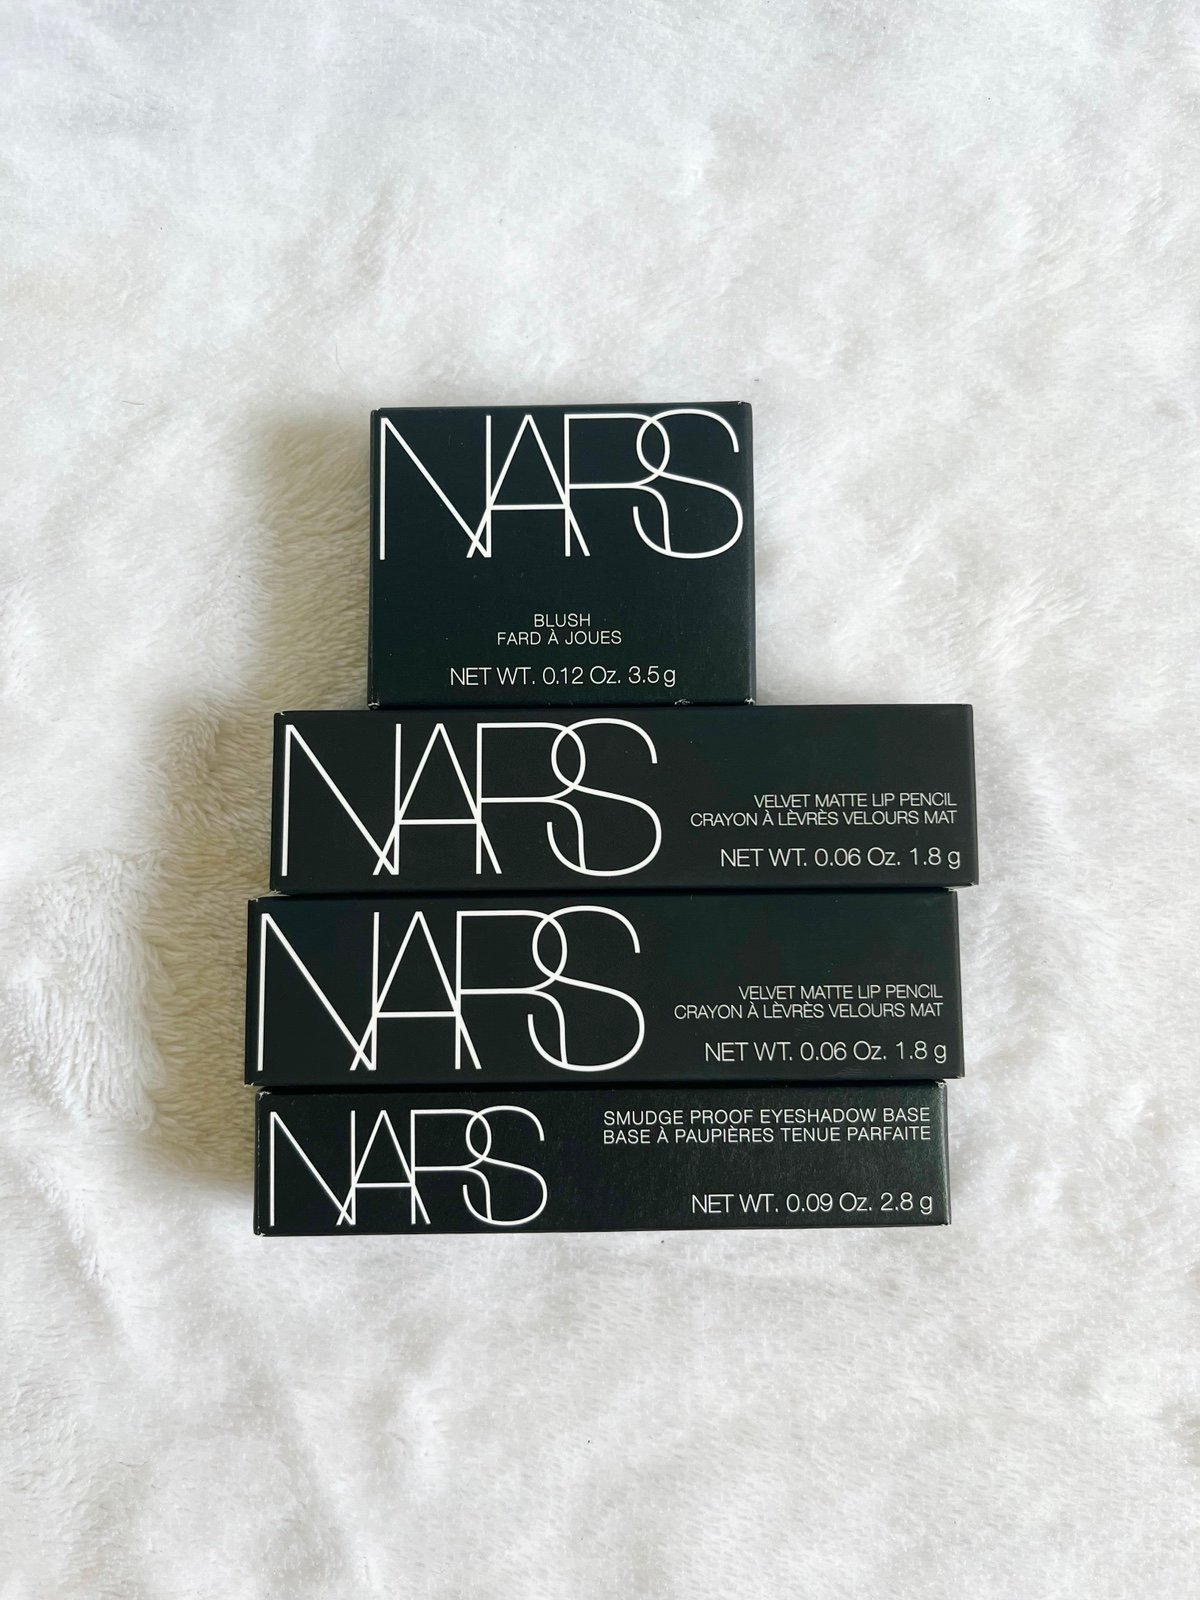 NARS
BLUSH
FARD À JOUES
NET WT. 0.12 Oz. 3.5 g
NARS
VELVET MATTE LIP PENCIL
CRAYON À LÈVRÈS VELOURS MAT
NET WT. 0.06 Oz. 1.8 g
NARS
VELVET MATTE LIP PENCIL
CRAYON À LÈVRÈS VELOURS MAT
NET WT. 0.06 Oz. 1.8 g
NARS
SMUDGE PROOF EYESHADOW BASE
BASE À PAUPIÈRES TENUE PARFAITE
NET WT. 0.09 Oz. 2.8 g